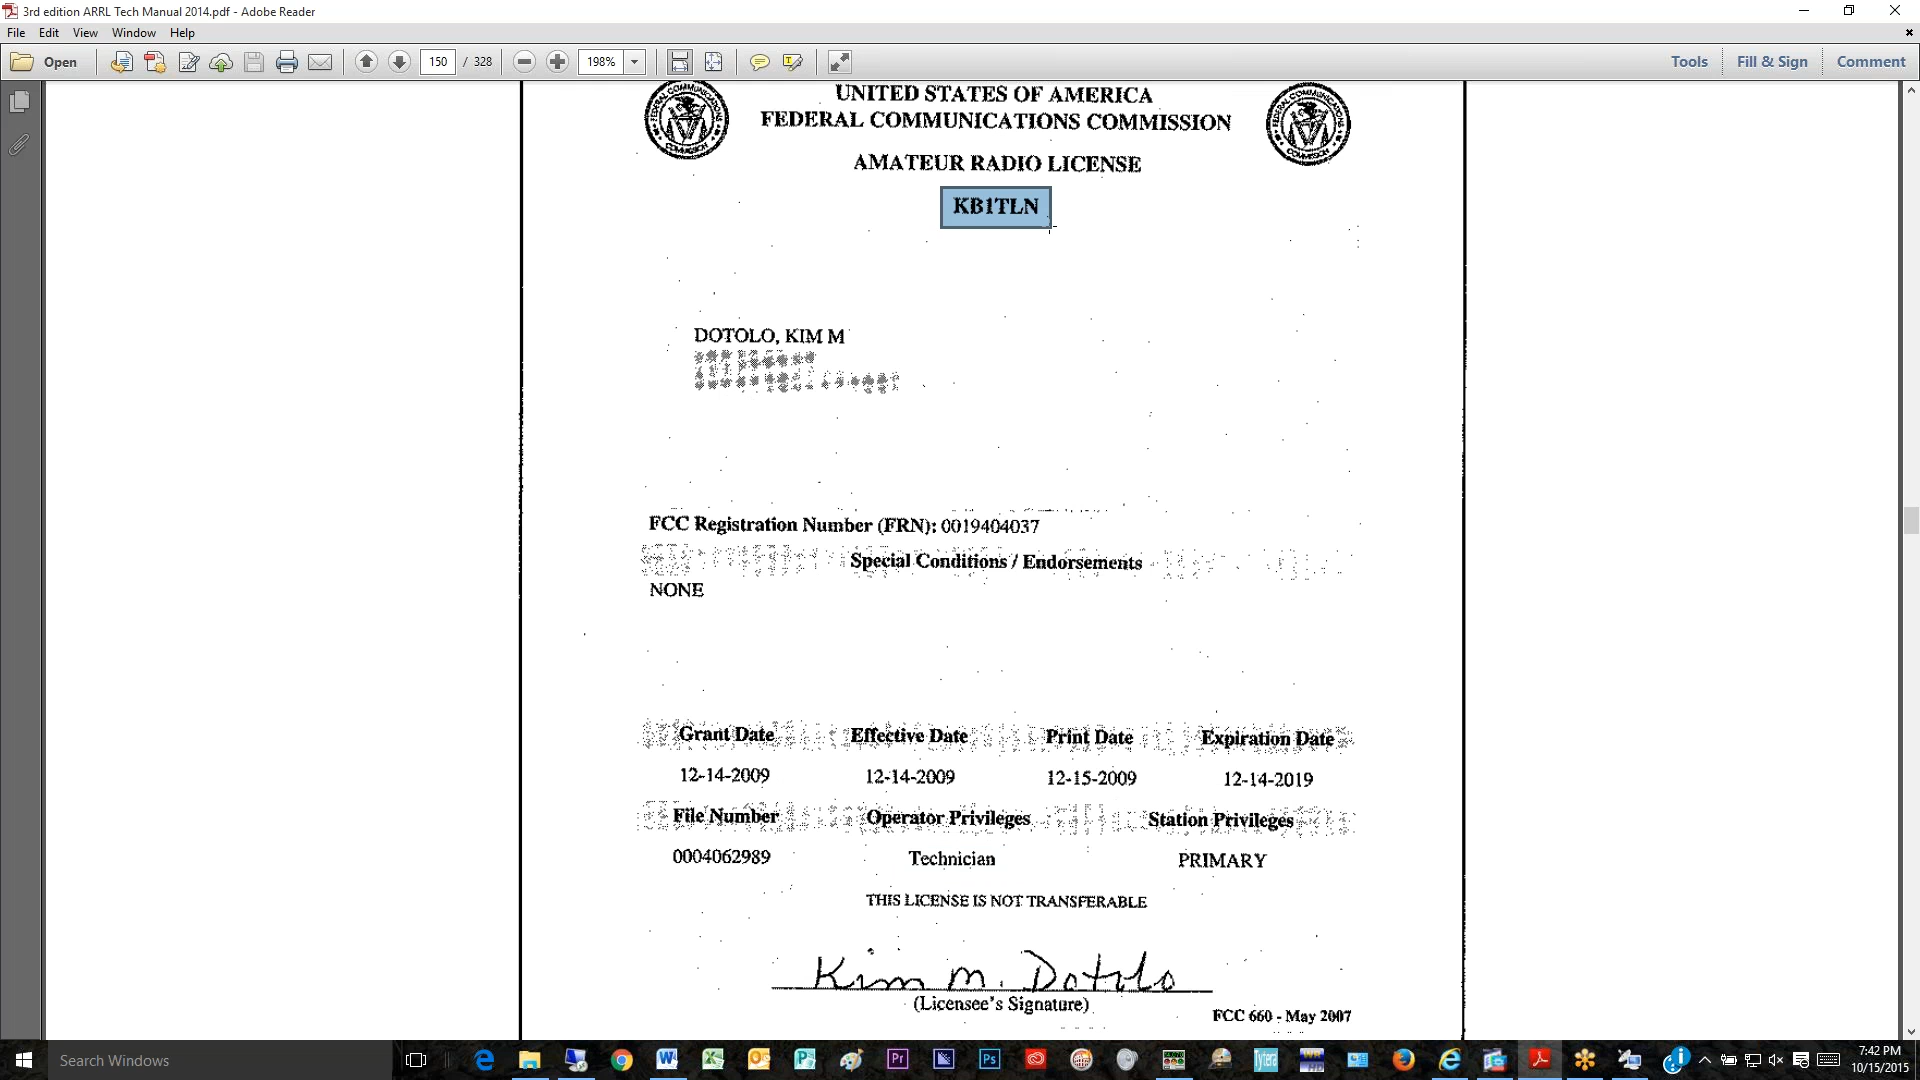 3rd edition ARRL Tech Manual 2014.pdf - Adobe Reader
File Edit View Window Help
Open 150 / 328 198% Tools Fill & Sign Comment
UNITED STATES OF AMERICA
FEDERAL COMMUNICATIONS COMMISSION
AMATEUR RADIO LICENSE
KB1TLN
DOTOLO, KIM M
FCC Registration Number (FRN): 0019404037
Special Conditions / Endorsements
NONE
Grant Date Effective Date Print Date Expiration Date
12-14-2009 12-14-2009 12-15-2009 12-14-2019
File Number Operator Privileges Station Privileges
0004062989 Technician PRIMARY
THIS LICENSE IS NOT TRANSFERABLE
Kim M. Dotolo
(Licensee's Signature)
FCC 660 - May 2007
Search Windows
7:42 PM
10/15/2015